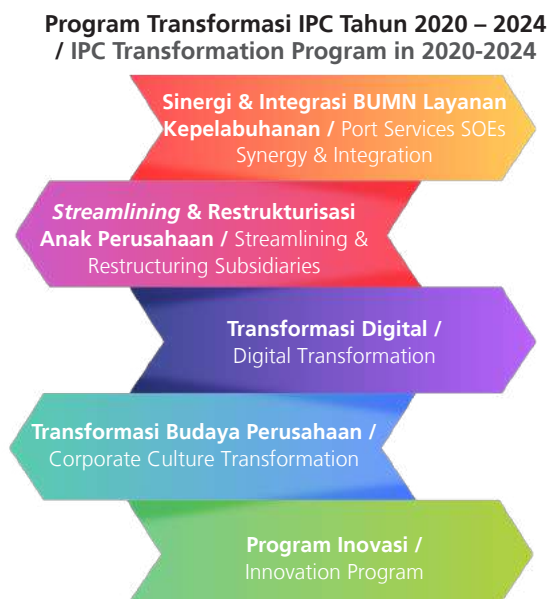 Program Transformasi IPC Tahun 2020 – 2024
/ IPC Transformation Program in 2020-2024
Sinergi & Integrasi BUMN Layanan
Kepelabuhanan / Port Services SOEs
Synergy & Integration
Streamlining & Restrukturisasi
Anak Perusahaan / Streamlining &
Restructuring Subsidiaries
Transformasi Digital /
Digital Transformation
Transformasi Budaya Perusahaan /
Corporate Culture Transformation
Program Inovasi /
Innovation Program